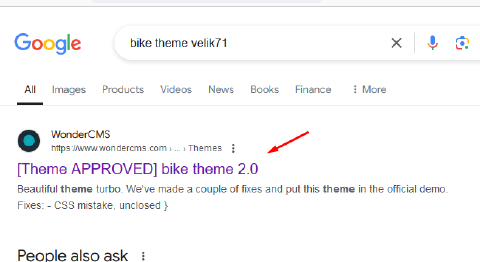 Google
bike theme velik71
All Images Products Videos News Books Finance More
WonderCMS
https://www.wondercms.com › ... › Themes
[Theme APPROVED] bike theme 2.0
Beautiful theme turbo. We've made a couple of fixes and put this theme in the official demo.
Fixes: - CSS mistake, unclosed }
People also ask